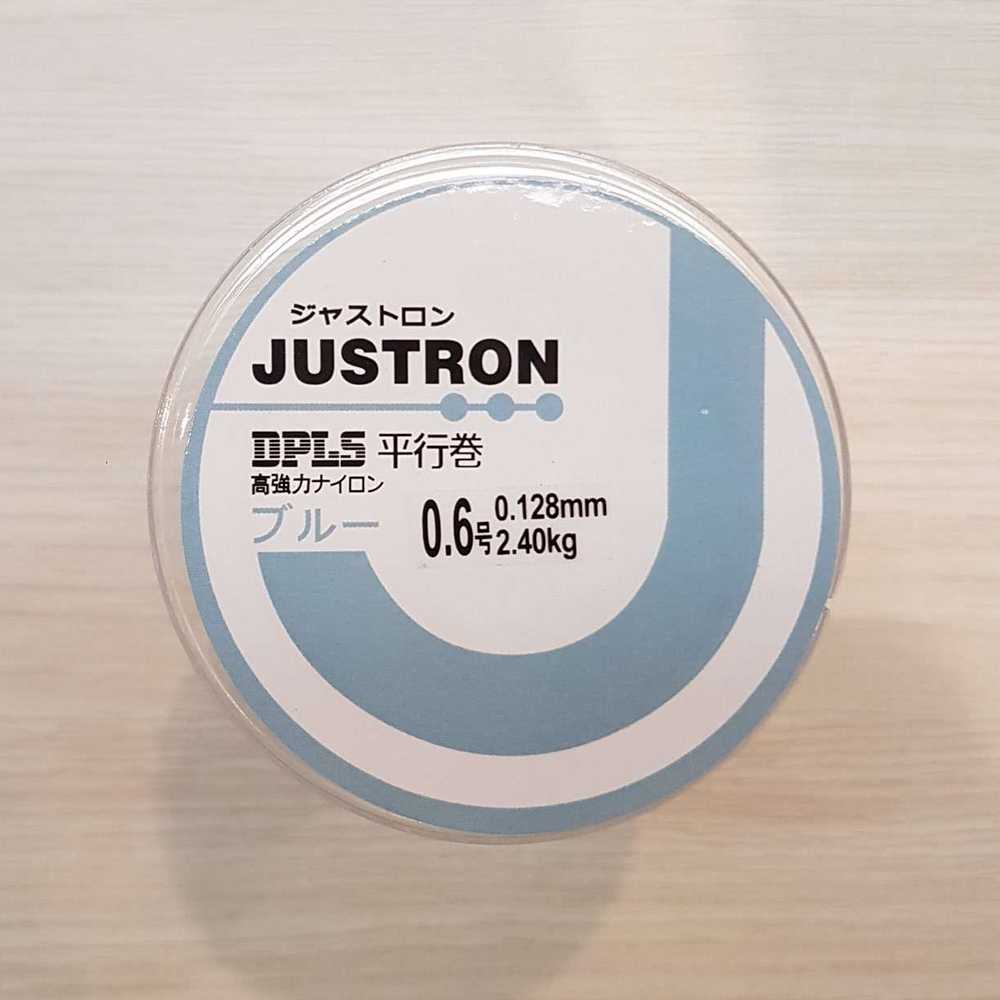 ジャストロン
JUSTRON
DPLS 平行巻
高強力ナイロン
ブルー
0.6号 0.128mm
2.40kg